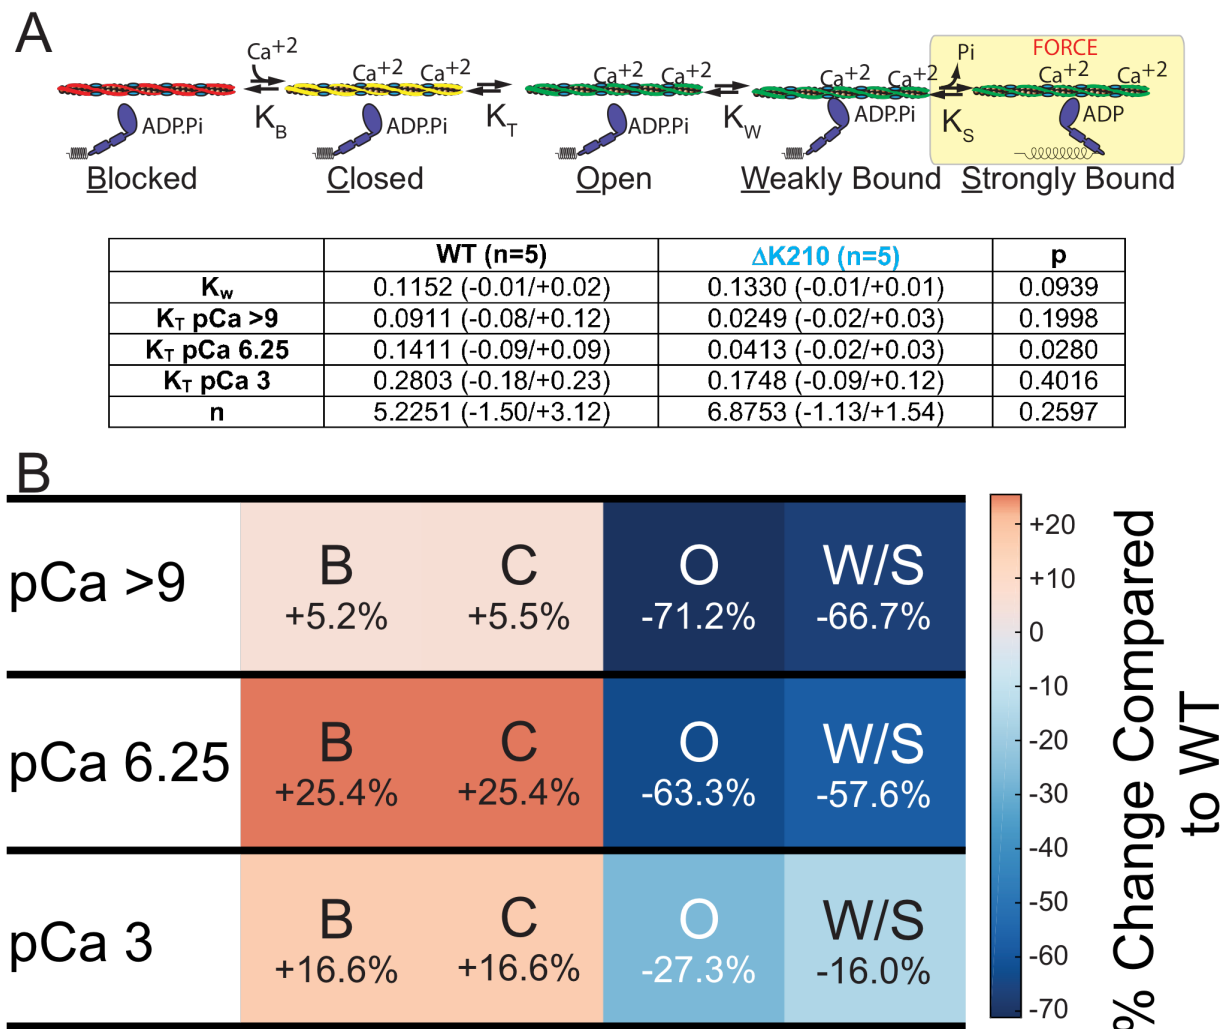 A
Ca+2
Ca+2 Ca+2
Ca+2 Ca+2
Ca+2 Ca+2
Pi
FORCE
Ca+2 Ca+2
ADP.Pi
ADP.Pi
ADP.Pi
ADP.Pi
ADP
KB
KT
KW
KS
Blocked
Closed
Open
Weakly Bound
Strongly Bound
WT (n=5) ΔK210 (n=5) p
Kw 0.1152 (-0.01/+0.02) 0.1330 (-0.01/+0.01) 0.0939
KT pCa >9 0.0911 (-0.08/+0.12) 0.0249 (-0.02/+0.03) 0.1998
KT pCa 6.25 0.1411 (-0.09/+0.09) 0.0413 (-0.02/+0.03) 0.0280
KT pCa 3 0.2803 (-0.18/+0.23) 0.1748 (-0.09/+0.12) 0.4016
n 5.2251 (-1.50/+3.12) 6.8753 (-1.13/+1.54) 0.2597
B
pCa >9
B C O W/S
+5.2% +5.5% -71.2% -66.7%
pCa 6.25
B C O W/S
+25.4% +25.4% -63.3% -57.6%
pCa 3
B C O W/S
+16.6% +16.6% -27.3% -16.0%
+20
+10
0
-10
-20
-30
-40
-50
-60
-70
% Change Compared
to WT